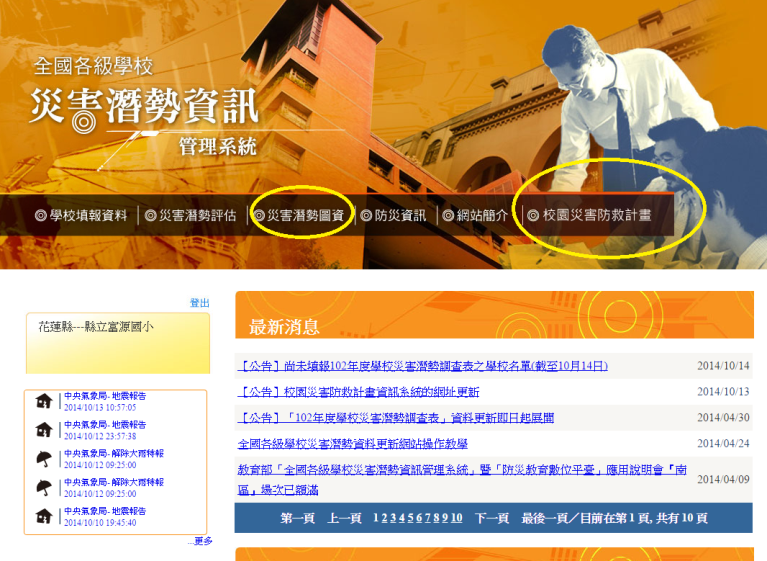 全國各級學校
災害潛勢資訊
管理系統
◎學校填報資料 │◎災害潛勢評估 │◎災害潛勢圖資 │◎防災資訊 │◎網站簡介 │◎校園災害防救計畫
登出
花蓮縣---縣立富源國小
中央氣象局- 地震報告
2014/10/13 10:57:05
中央氣象局- 地震報告
2014/10/12 23:57:38
中央氣象局- 解除大雨特報
2014/10/12 09:25:00
中央氣象局- 解除大雨特報
2014/10/12 09:25:00
中央氣象局- 地震報告
2014/10/10 19:45:40
...更多
最新消息
【公告】尚未填報102年度學校災害潛勢調查表之學校名單(截至10月14日) 2014/10/14
【公告】校園災害防救計畫資訊系統的網址更新 2014/10/13
【公告】「102年度學校災害潛勢調查表」資料更新即日起展開 2014/04/30
全國各級學校災害潛勢資料更新網站操作教學 2014/04/24
教育部「全國各級學校災害潛勢資訊管理系統」暨「防災教育數位平臺」應用說明會『南
區』場次已額滿 2014/04/09
第一頁 上一頁 1 2 3 4 5 6 7 8 9 10 下一頁 最後一頁／目前在第 1 頁, 共有 10 頁